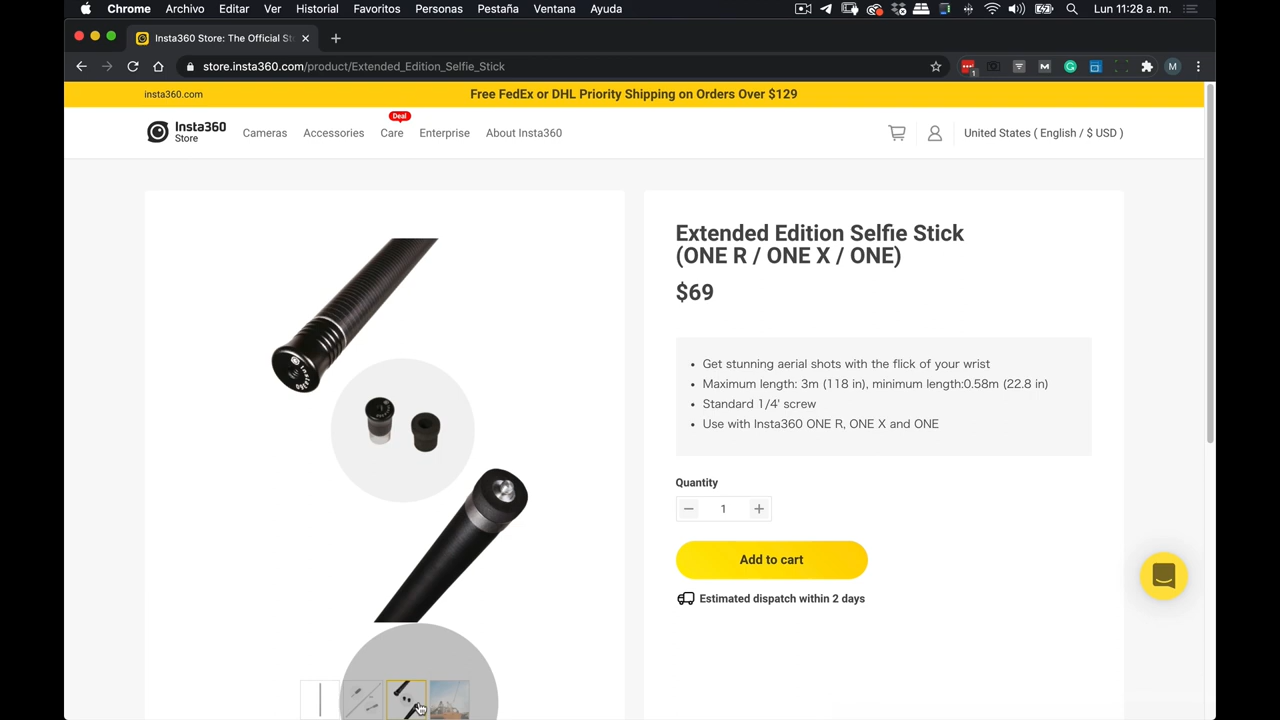 Chrome Archivo Editar Ver Historial Favoritos Personas Pestaña Ventana Ayuda Lun 11:28 a. m.
Insta360 Store: The Official St
store.insta360.com/product/Extended_Edition_Selfie_Stick
1
M
insta360.com
Free FedEx or DHL Priority Shipping on Orders Over $129
Insta360
Store
Cameras
Accessories
Deal
Care
Enterprise
About Insta360
United States ( English / $ USD )
Extended Edition Selfie Stick
(ONE R / ONE X / ONE)
$69
• Get stunning aerial shots with the flick of your wrist
• Maximum length: 3m (118 in), minimum length:0.58m (22.8 in)
• Standard 1/4' screw
• Use with Insta360 ONE R, ONE X and ONE
Quantity
− 1 +
Add to cart
Estimated dispatch within 2 days